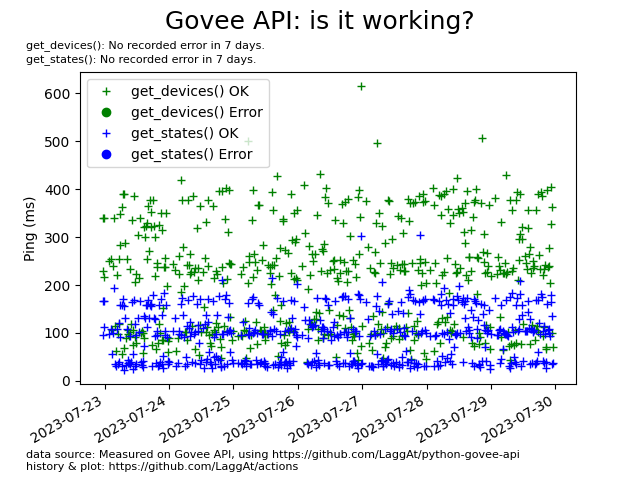 Govee API: is it working?
get_devices(): No recorded error in 7 days.
get_states(): No recorded error in 7 days.
get_devices() OK
get_devices() Error
get_states() OK
get_states() Error
Ping (ms)
600
500
400
300
200
100
0
2023-07-23
2023-07-24
2023-07-25
2023-07-26
2023-07-27
2023-07-28
2023-07-29
2023-07-30
data source: Measured on Govee API, using https://github.com/LaggAt/python-govee-api
history & plot: https://github.com/LaggAt/actions